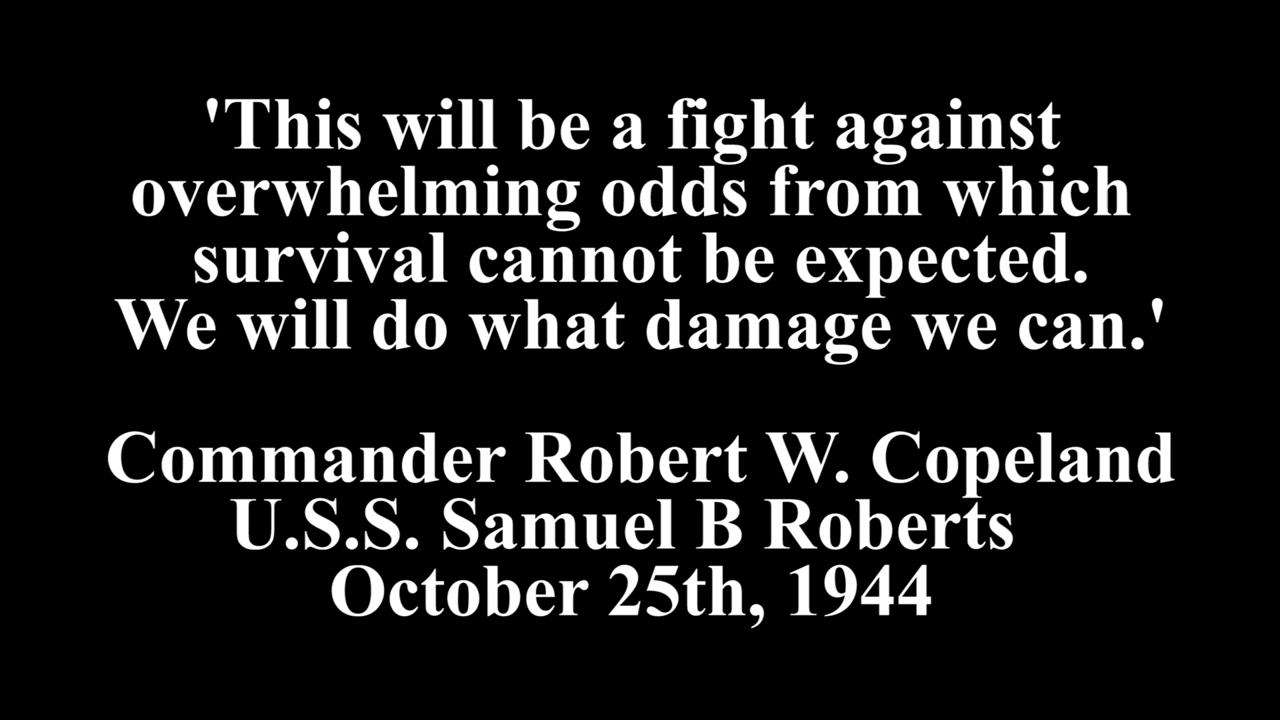 'This will be a fight against
overwhelming odds from which
survival cannot be expected.
We will do what damage we can.'
Commander Robert W. Copeland
U.S.S. Samuel B Roberts
October 25th, 1944